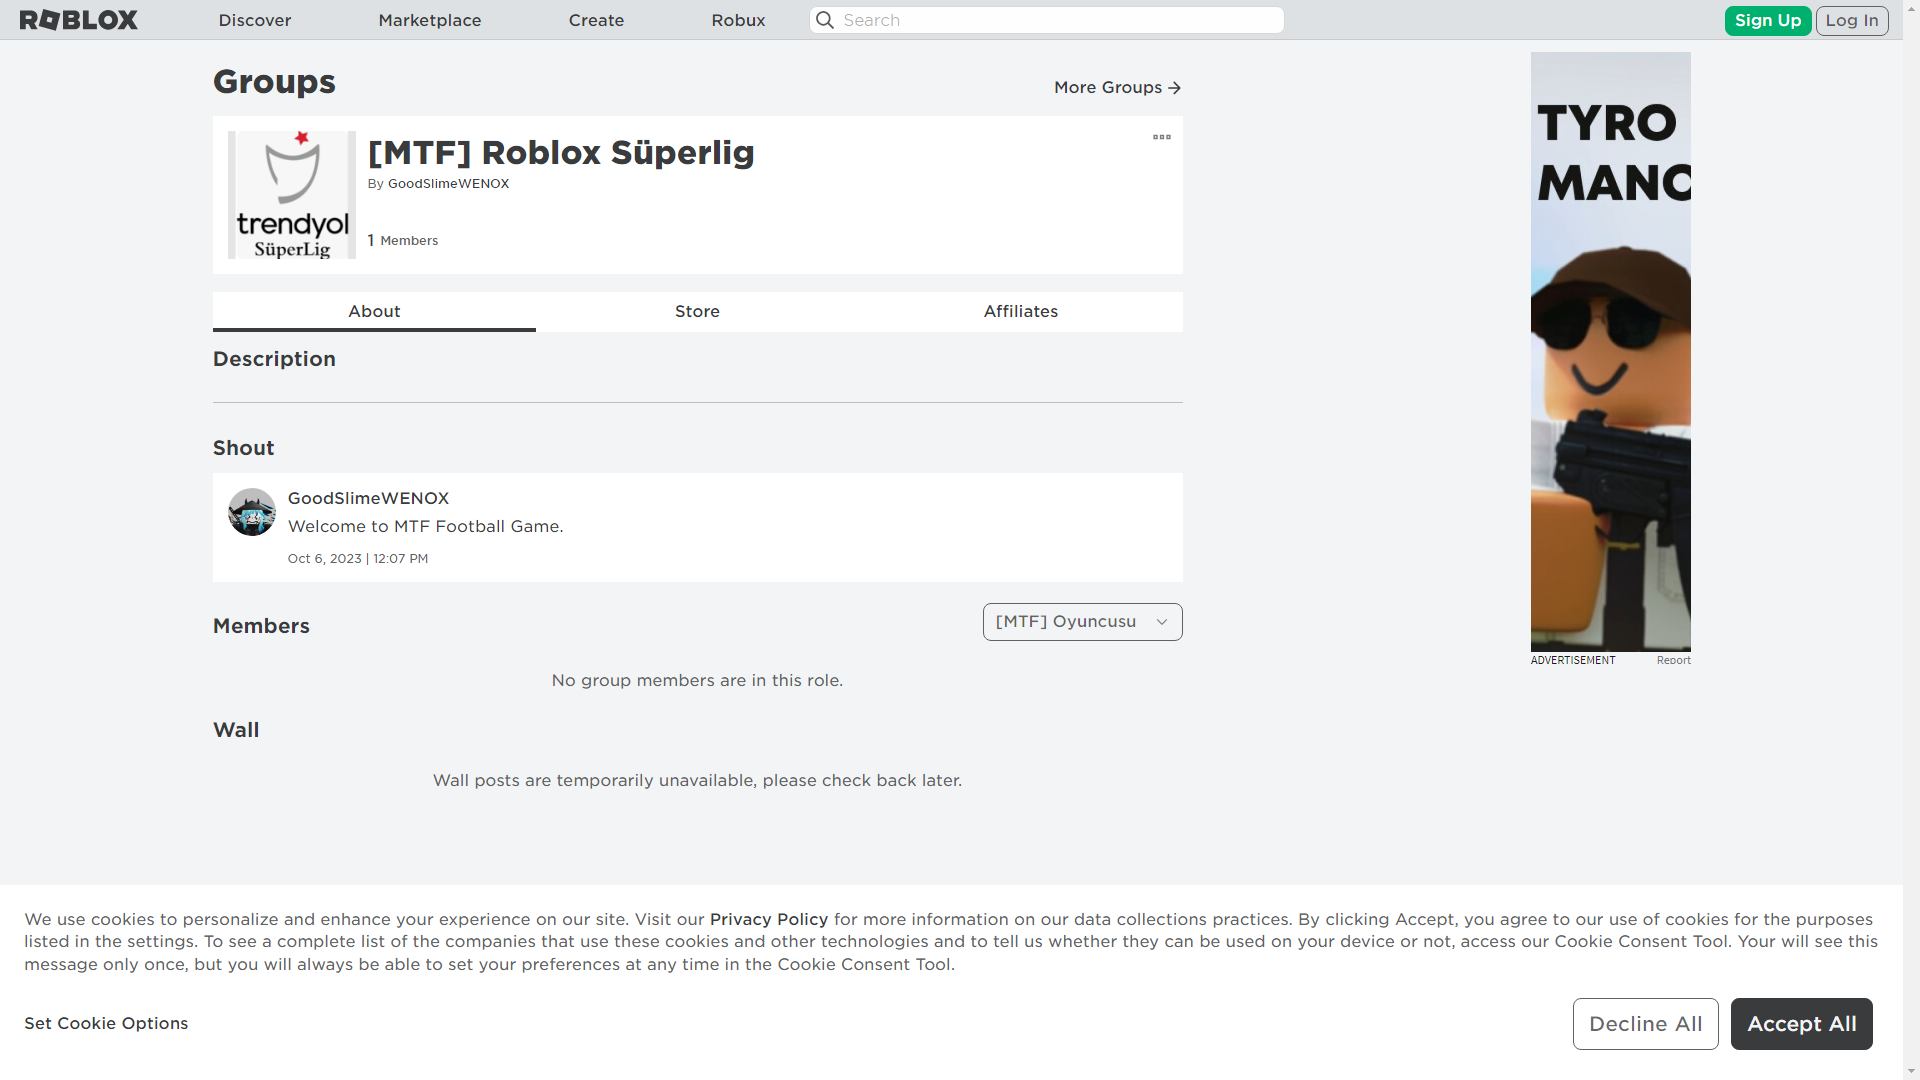 ROBLOX
Discover
Marketplace
Create
Robux
Search
Sign Up
Log In
Groups
More Groups
trendyol
SüperLig
[MTF] Roblox Süperlig
By GoodSlimeWENOX
1 Members
About
Store
Affiliates
Description
Shout
GoodSlimeWENOX
Welcome to MTF Football Game.
Oct 6, 2023 | 12:07 PM
Members
[MTF] Oyuncusu
No group members are in this role.
Wall
Wall posts are temporarily unavailable, please check back later.
TYRO
MANO
ADVERTISEMENT
Report
We use cookies to personalize and enhance your experience on our site. Visit our Privacy Policy for more information on our data collections practices. By clicking Accept, you agree to our use of cookies for the purposes
listed in the settings. To see a complete list of the companies that use these cookies and other technologies and to tell us whether they can be used on your device or not, access our Cookie Consent Tool. Your will see this
message only once, but you will always be able to set your preferences at any time in the Cookie Consent Tool.
Set Cookie Options
Decline All
Accept All